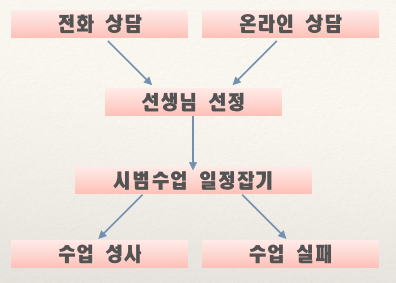 전화 상담
온라인 상담
선생님 선정
시범수업 일정잡기
수업 성사
수업 실패